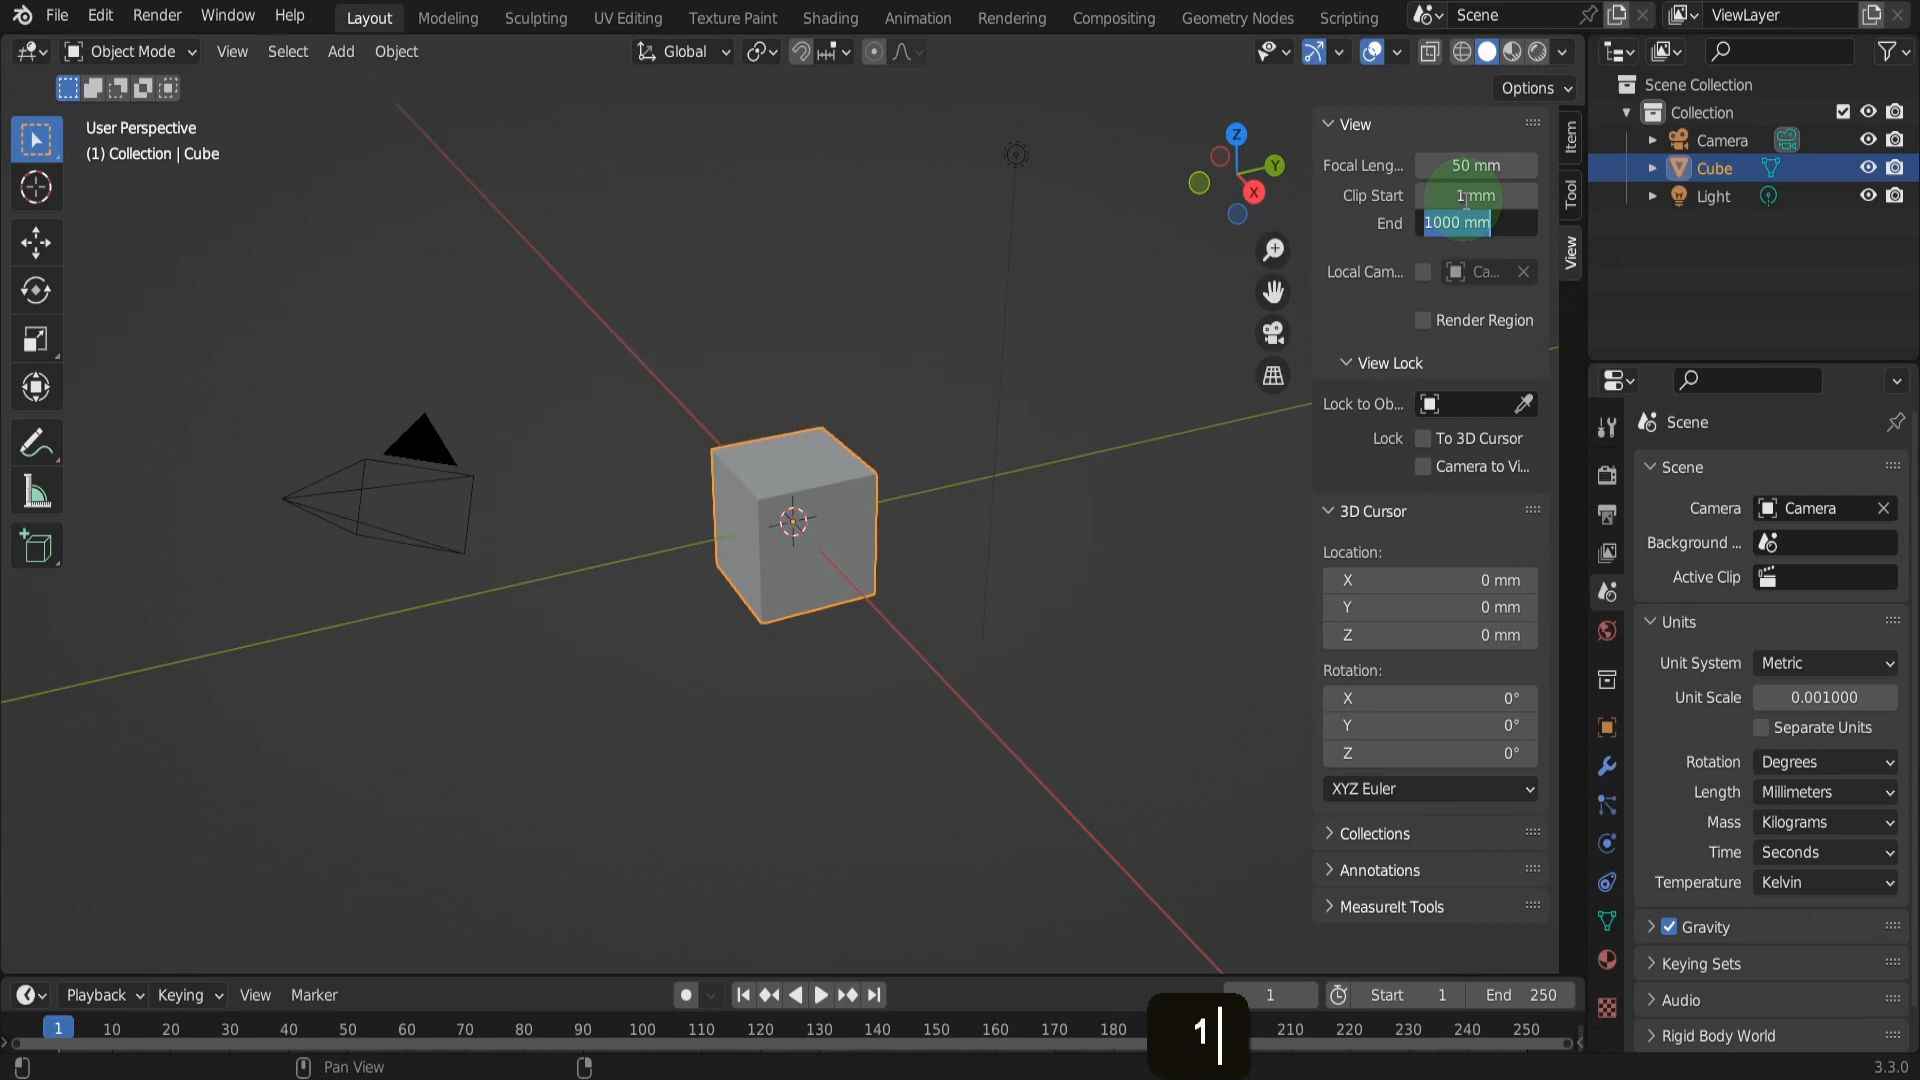 File Edit Render Window Help Layout Modeling Sculpting UV Editing Texture Paint Shading Animation Rendering Compositing Geometry Nodes Scripting Scene ViewLayer
Object Mode View Select Add Object Global
Options
User Perspective
(1) Collection | Cube
Z
Y
X
View
Focal Leng... 50 mm
Clip Start 1 mm
End 1000 mm
Local Cam... Ca...
Render Region
View Lock
Lock to Ob...
Lock To 3D Cursor
Camera to Vi...
3D Cursor
Location:
X 0 mm
Y 0 mm
Z 0 mm
Rotation:
X 0°
Y 0°
Z 0°
XYZ Euler
Collections
Annotations
MeasureIt Tools
Item
Tool
View
Scene Collection
Collection
Camera
Cube
Light
Scene
Scene
Camera Camera
Background ...
Active Clip
Units
Unit System Metric
Unit Scale 0.001000
Separate Units
Rotation Degrees
Length Millimeters
Mass Kilograms
Time Seconds
Temperature Kelvin
Gravity
Keying Sets
Audio
Rigid Body World
Playback Keying View Marker 1 Start 1 End 250
1 10 20 30 40 50 60 70 80 90 100 110 120 130 140 150 160 170 180 210 220 230 240 250
1
Pan View
3.3.0